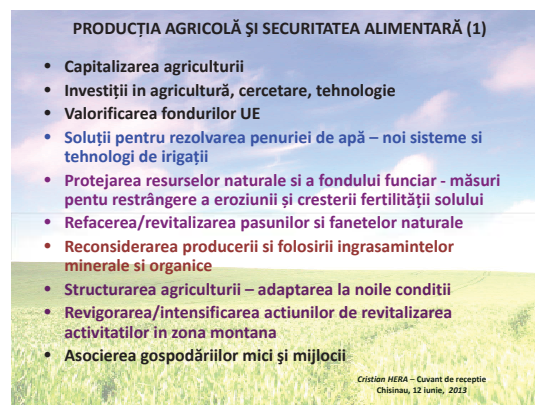 PRODUCȚIA AGRICOLĂ ŞI SECURITATEA ALIMENTARĂ (1)
• Capitalizarea agriculturii
• Investiții in agricultură, cercetare, tehnologie
• Valorificarea fondurilor UE
• Soluții pentru rezolvarea penuriei de apă – noi sisteme si
tehnologi de irigații
• Protejarea resurselor naturale si a fondului funciar - măsuri
pentu restrângere a eroziunii și cresterii fertilității solului
• Refacerea/revitalizarea pasunilor si fanetelor naturale
• Reconsiderarea producerii si folosirii ingrasamintelor
minerale si organice
• Structurarea agriculturii – adaptarea la noile conditii
• Revigorarea/intensificarea actiunilor de revitalizarea
activitatilor in zona montana
• Asocierea gospodăriilor mici şi mijlocii
Cristian HERA – Cuvant de receptie
Chisinau, 12 iunie, 2013